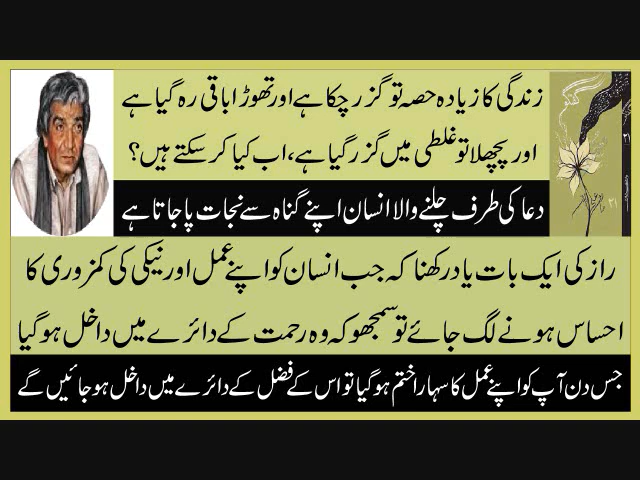 زندگی کا زیادہ حصہ تو گزر چکا ہے اور تھوڑا باقی رہ گیا ہے
اور پچھلا تو غلطی میں گزر گیا ہے، اب کیا کر سکتے ہیں؟
دعا کی طرف چلنے والا انسان اپنے گناہ سے نجات پا جاتا ہے
راز کی ایک بات یاد رکھنا کہ جب انسان کو اپنے عمل اور نیکی کی کمزوری کا
احساس ہونے لگ جائے تو سمجھو کہ وہ رحمت کے دائرے میں داخل ہو گیا
جس دن آپ کو اپنے عمل کا سہارا ختم ہو گیا تو اس کے فضل کے دائرے میں داخل ہو جائیں گے
گفتگو
۲۱